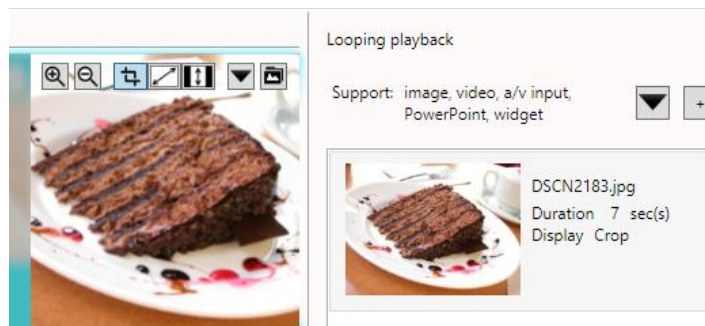 Looping playback
Support: image, video, a/v input,
PowerPoint, widget
+
DSCN2183.jpg
Duration 7 sec(s)
Display Crop